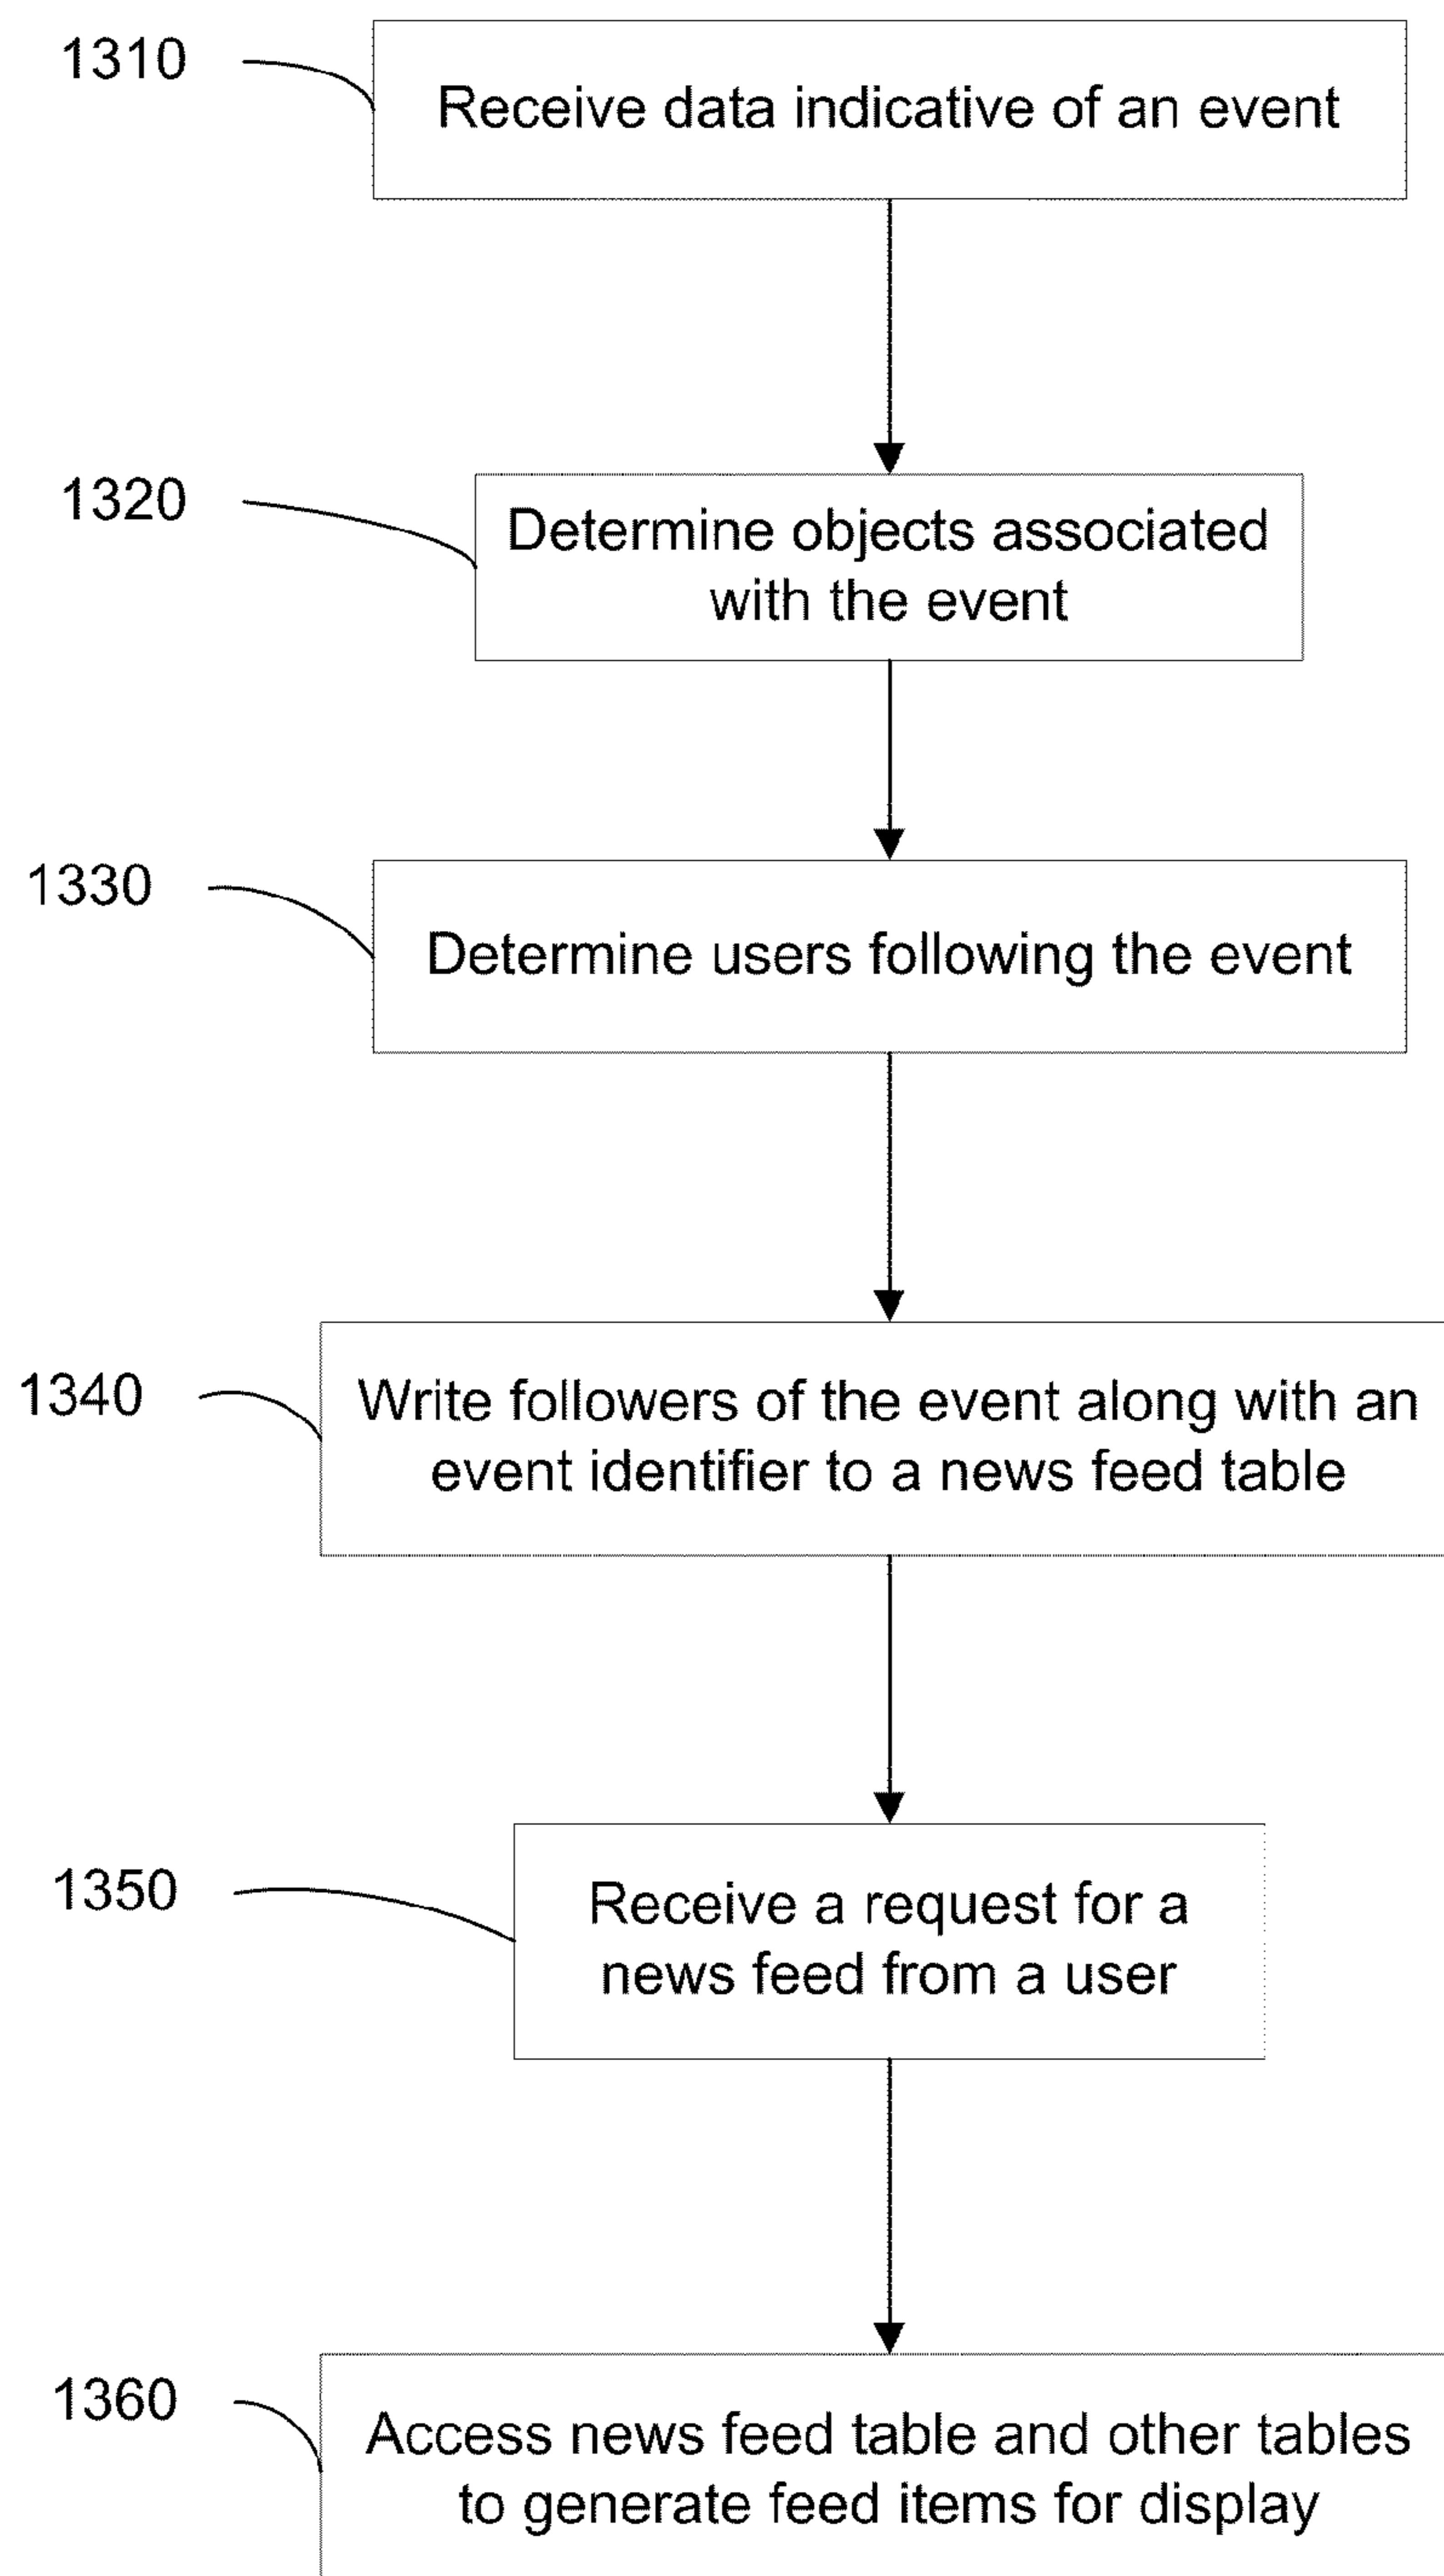 1310
Receive data indicative of an event
1320
Determine objects associated
with the event
1330
Determine users following the event
1340
Write followers of the event along with an
event identifier to a news feed table
1350
Receive a request for a
news feed from a user
1360
Access news feed table and other tables
to generate feed items for display